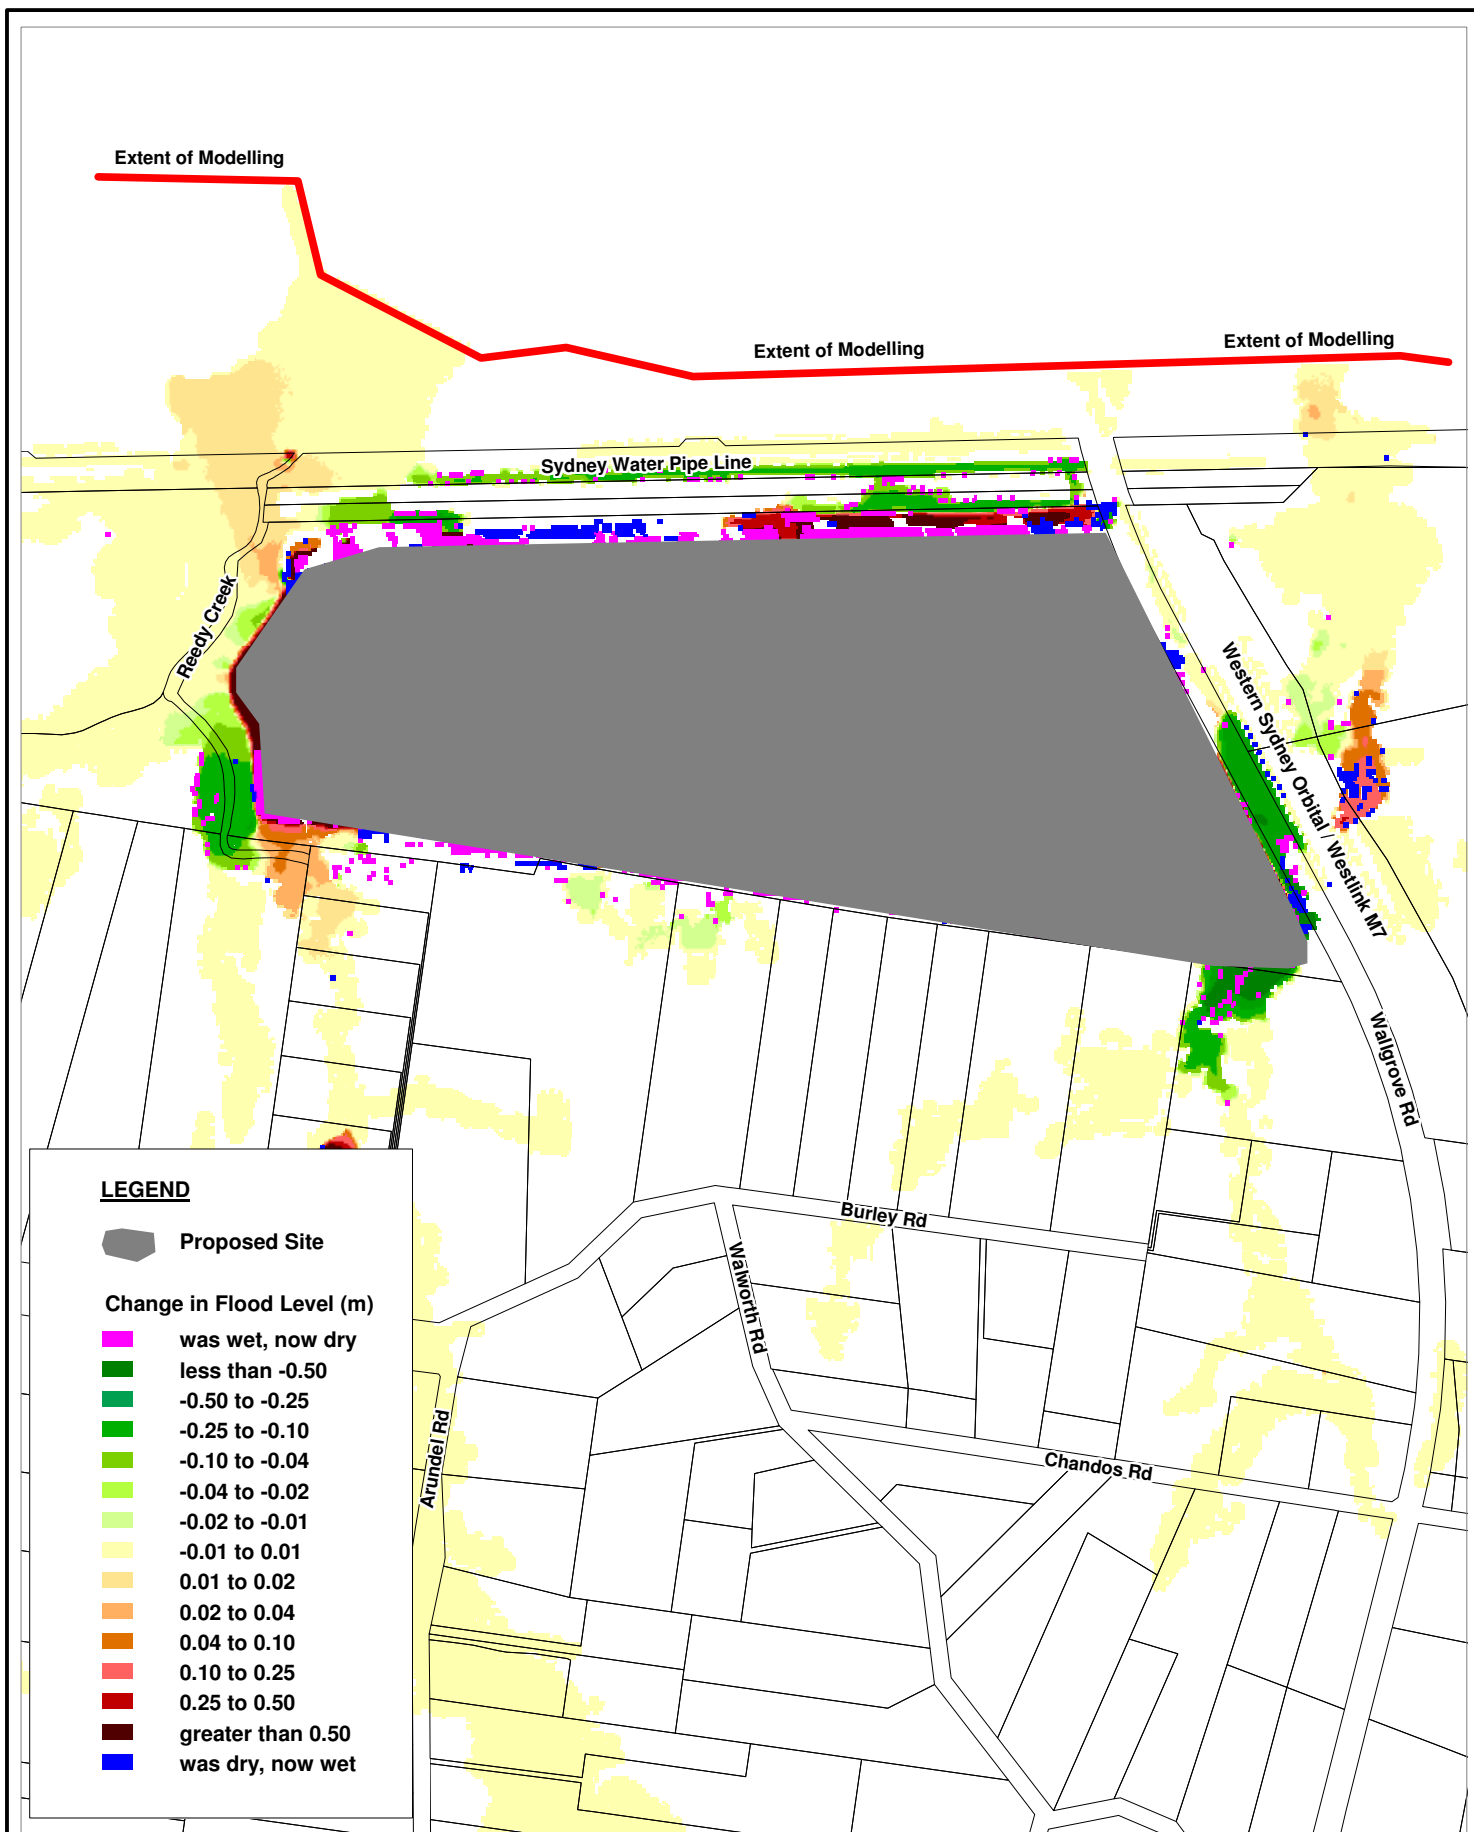 Extent of Modelling
Extent of Modelling
Extent of Modelling
Sydney Water Pipe Line
Reedy Creek
Western Sydney Orbital / Westlink M7
Wallgrove Rd
Burley Rd
Walworth Rd
Chandos Rd
Arundel Rd
LEGEND
Proposed Site
Change in Flood Level (m)
was wet, now dry
less than -0.50
-0.50 to -0.25
-0.25 to -0.10
-0.10 to -0.04
-0.04 to -0.02
-0.02 to -0.01
-0.01 to 0.01
0.01 to 0.02
0.02 to 0.04
0.04 to 0.10
0.10 to 0.25
0.25 to 0.50
greater than 0.50
was dry, now wet